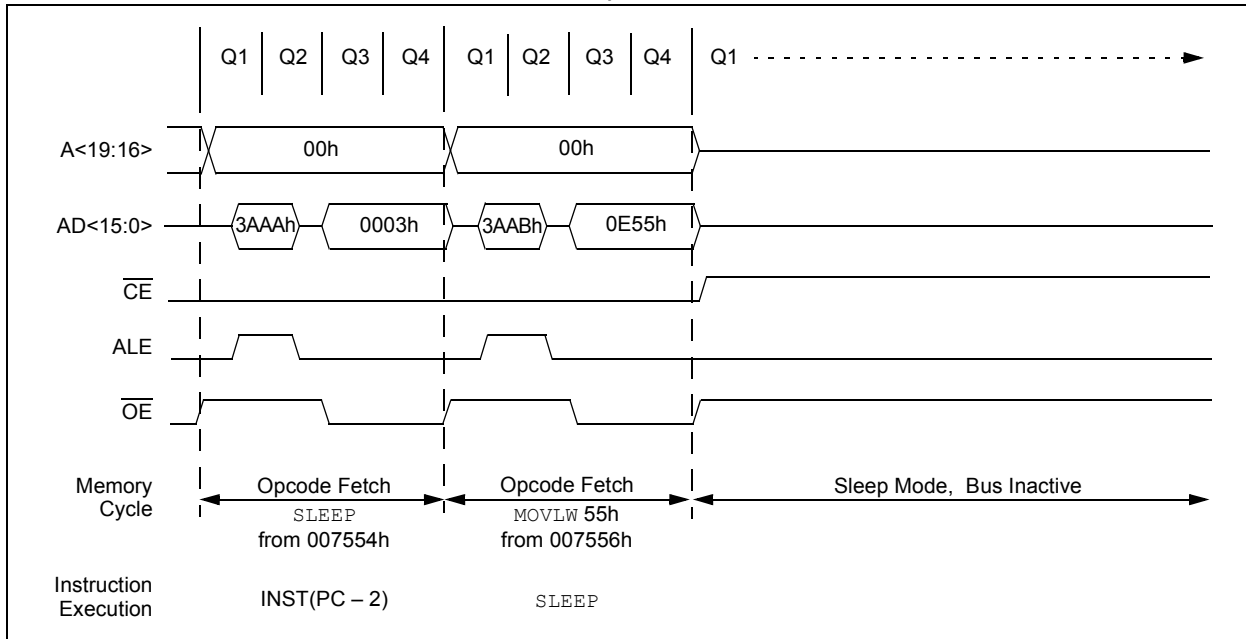 Q1 Q2 Q3 Q4 Q1 Q2 Q3 Q4 Q1
A<19:16> 00h 00h
AD<15:0> 3AAAh 0003h 3AABh 0E55h
CE
ALE
OE
Memory Cycle Opcode Fetch Opcode Fetch Sleep Mode, Bus Inactive
SLEEP MOVLW 55h
from 007554h from 007556h
Instruction Execution INST(PC – 2) SLEEP